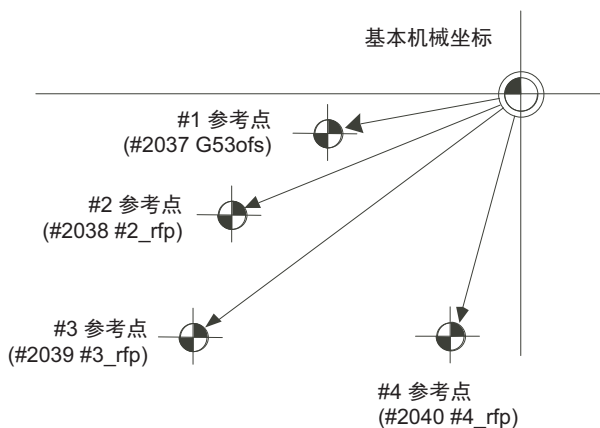 基本机械坐标
#1 参考点
(#2037 G53ofs)
#2 参考点
(#2038 #2_rfp)
#3 参考点
(#2039 #3_rfp)
#4 参考点
(#2040 #4_rfp)